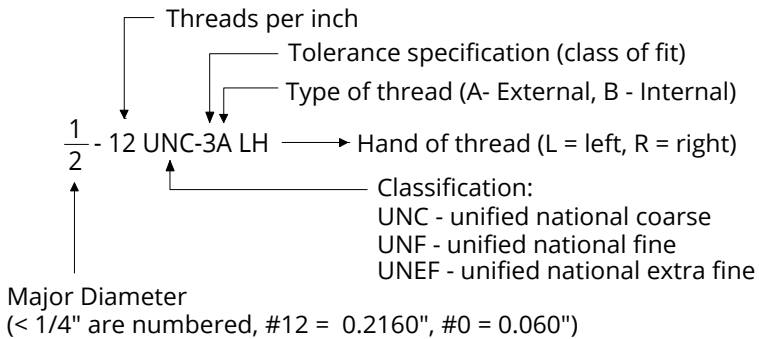 Threads per inch
Tolerance specification (class of fit)
Type of thread (A- External, B - Internal)
1/2 - 12 UNC-3A LH
Hand of thread (L = left, R = right)
Classification:
UNC - unified national coarse
UNF - unified national fine
UNEF - unified national extra fine
Major Diameter
(< 1/4" are numbered, #12 = 0.2160", #0 = 0.060")